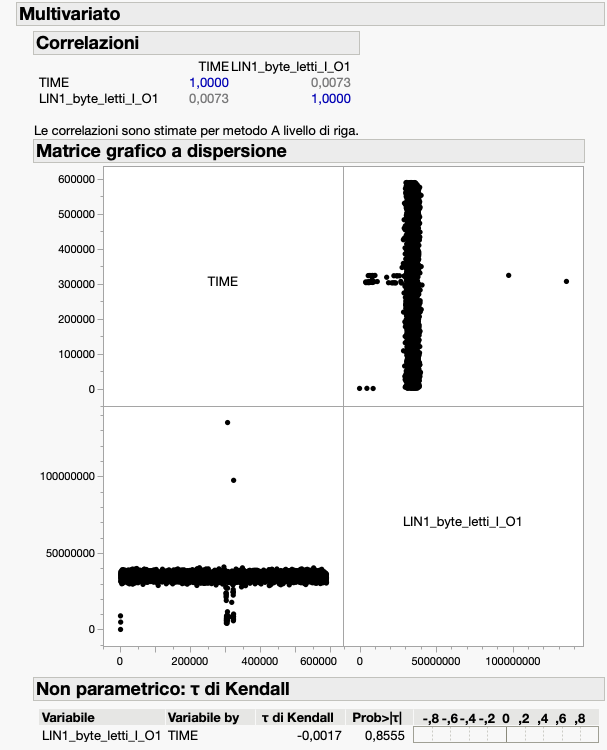 Multivariato
Correlazioni
TIME LIN1_byte_letti_I_O1
TIME 1,0000 0,0073
LIN1_byte_letti_I_O1 0,0073 1,0000
Le correlazioni sono stimate per metodo A livello di riga.
Matrice grafico a dispersione
600000
500000
400000
300000
200000
100000
0
TIME
100000000
50000000
0
LIN1_byte_letti_I_O1
0 200000 400000 600000
0 50000000 100000000
Non parametrico: τ di Kendall
Variabile Variabile by τ di Kendall Prob>|τ| -,8 -,6 -,4 -,2 0 ,2 ,4 ,6 ,8
LIN1_byte_letti_I_O1 TIME -0,0017 0,8555